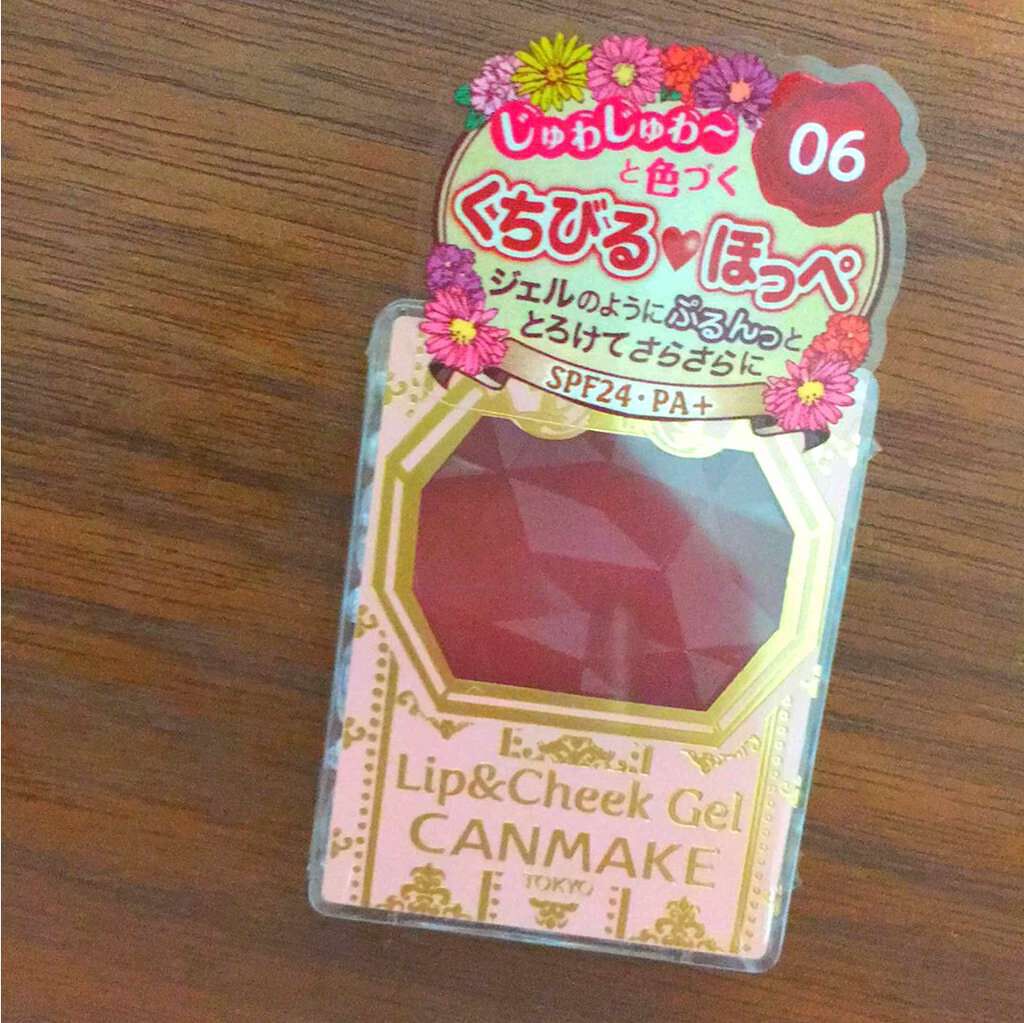 06
じゅわじゅわ～
と色づく
くちびる♥ほっぺ
ジェルのようにぷるんっと
とろけてさらさらに
SPF24・PA+
Lip&Cheek Gel
CANMAKE
TOKYO